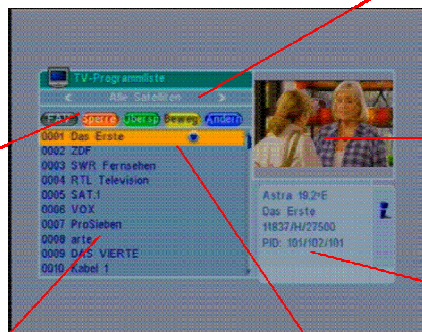 TV-Programmliste
< Alle Satelliten >
FAV Sperre Übersp Beweg Ändern
0001 Das Erste
0002 ZDF
0003 SWR Fernsehen
0004 RTL Television
0005 SAT.1
0006 VOX
0007 ProSieben
0008 arte
0009 DAS VIERTE
0010 Kabel 1
Astra 19.2°E
Das Erste
11837/H/27500
PID: 101/102/101